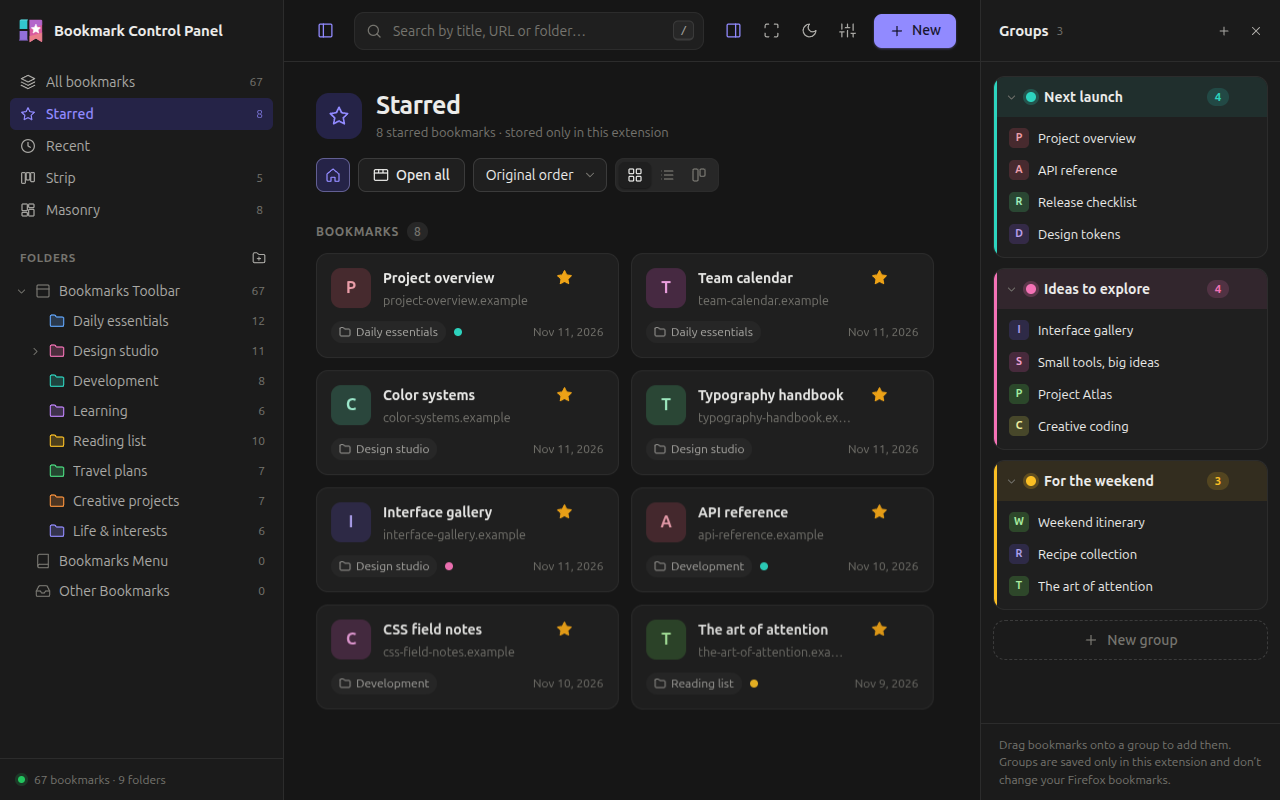 Bookmark Control Panel
All bookmarks 67
Starred 8
Recent
Strip 5
Masonry 8
FOLDERS
Bookmarks Toolbar 67
Daily essentials 12
Design studio 11
Development 8
Learning 6
Reading list 10
Travel plans 7
Creative projects 7
Life & interests 6
Bookmarks Menu 0
Other Bookmarks 0
67 bookmarks · 9 folders
Search by title, URL or folder… /
New
Starred
8 starred bookmarks · stored only in this extension
Open all Original order
BOOKMARKS 8
P Project overview
project-overview.example
Daily essentials Nov 11, 2026
T Team calendar
team-calendar.example
Daily essentials Nov 11, 2026
C Color systems
color-systems.example
Design studio Nov 11, 2026
T Typography handbook
typography-handbook.ex…
Design studio Nov 11, 2026
I Interface gallery
interface-gallery.example
Design studio Nov 11, 2026
A API reference
api-reference.example
Development Nov 10, 2026
C CSS field notes
css-field-notes.example
Development Nov 10, 2026
T The art of attention
the-art-of-attention.exa…
Reading list Nov 9, 2026
Groups 3
Next launch 4
P Project overview
A API reference
R Release checklist
D Design tokens
Ideas to explore 4
I Interface gallery
S Small tools, big ideas
P Project Atlas
C Creative coding
For the weekend 3
W Weekend itinerary
R Recipe collection
T The art of attention
New group
Drag bookmarks onto a group to add them.
Groups are saved only in this extension and don't
change your Firefox bookmarks.